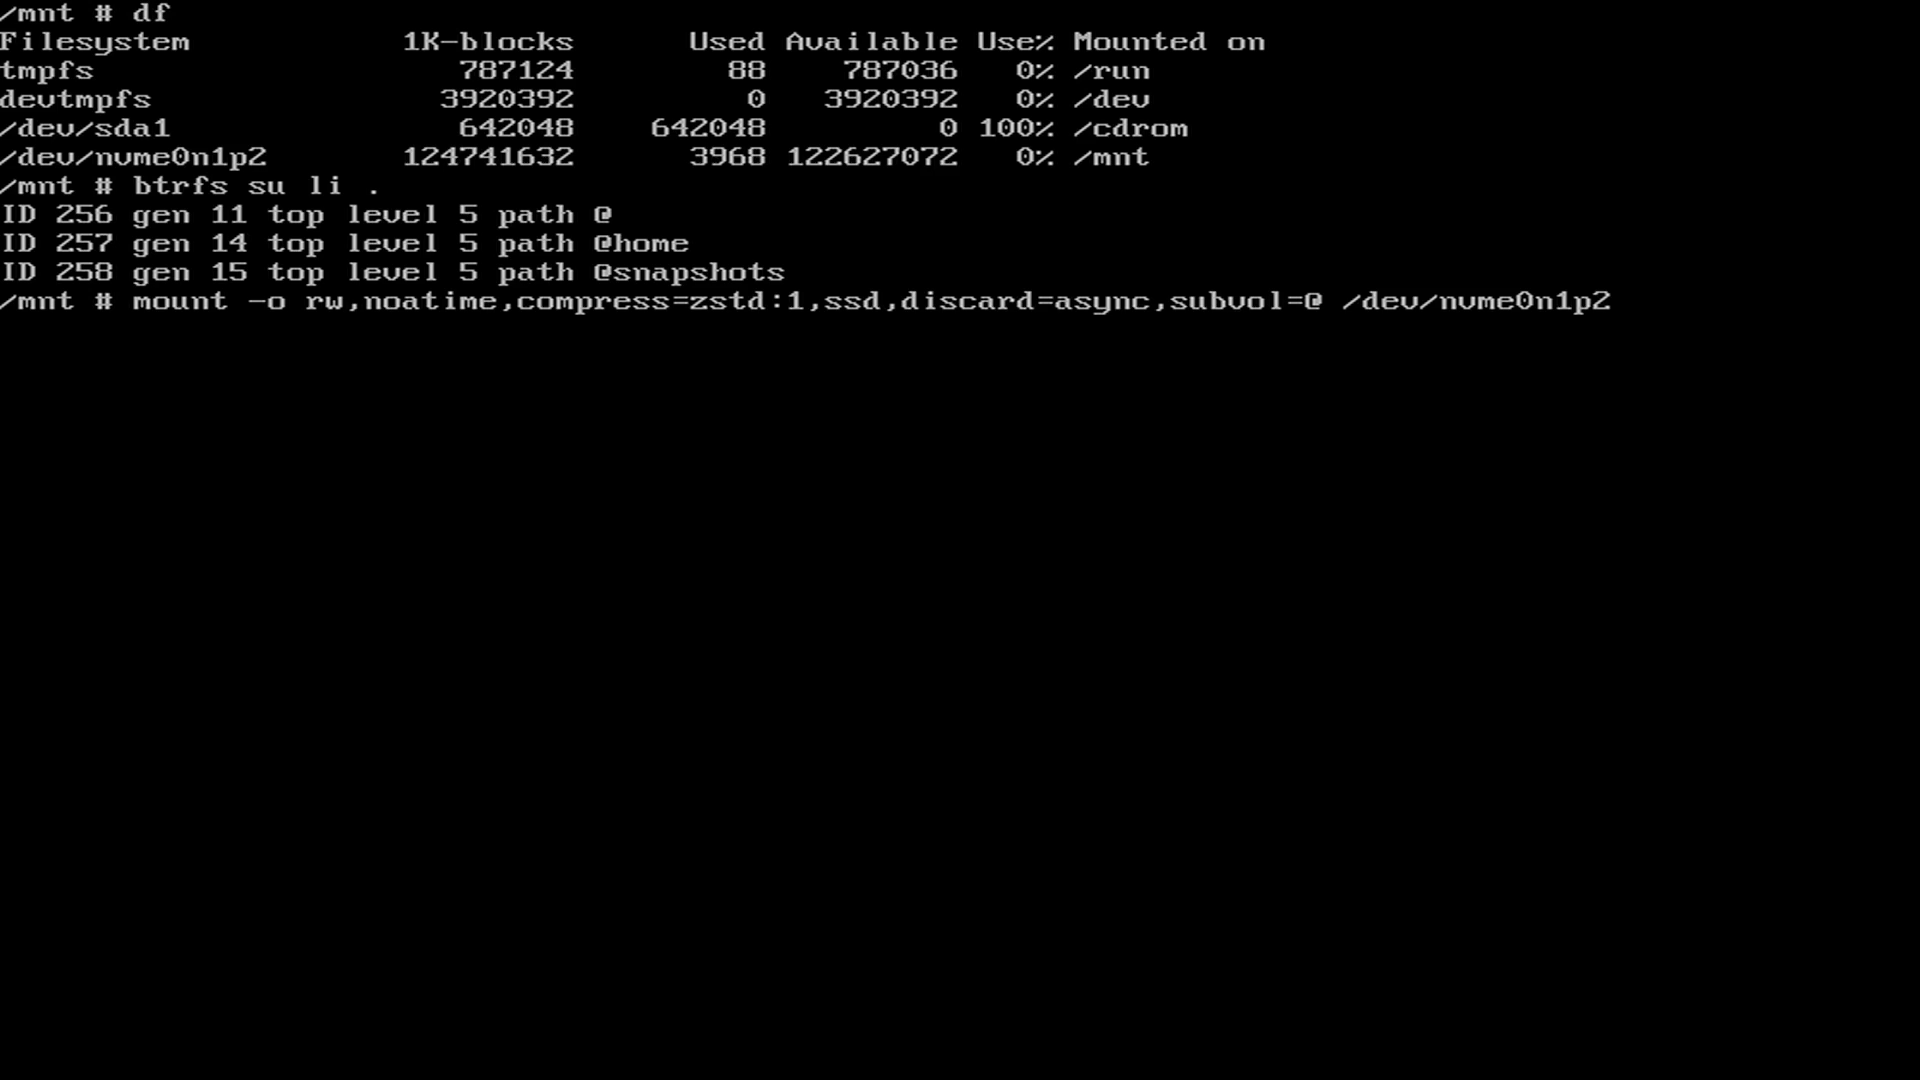 /mnt # df
Filesystem           1K-blocks      Used Available Use% Mounted on
tmpfs                   787124        88    787036   0% /run
devtmpfs               3920392         0   3920392   0% /dev
/dev/sda1               642048    642048         0 100% /cdrom
/dev/nvme0n1p2       124741632      3968 122627072   0% /mnt
/mnt # btrfs su li .
ID 256 gen 11 top level 5 path @
ID 257 gen 14 top level 5 path @home
ID 258 gen 15 top level 5 path @snapshots
/mnt # mount -o rw,noatime,compress=zstd:1,ssd,discard=async,subvol=@ /dev/nvme0n1p2